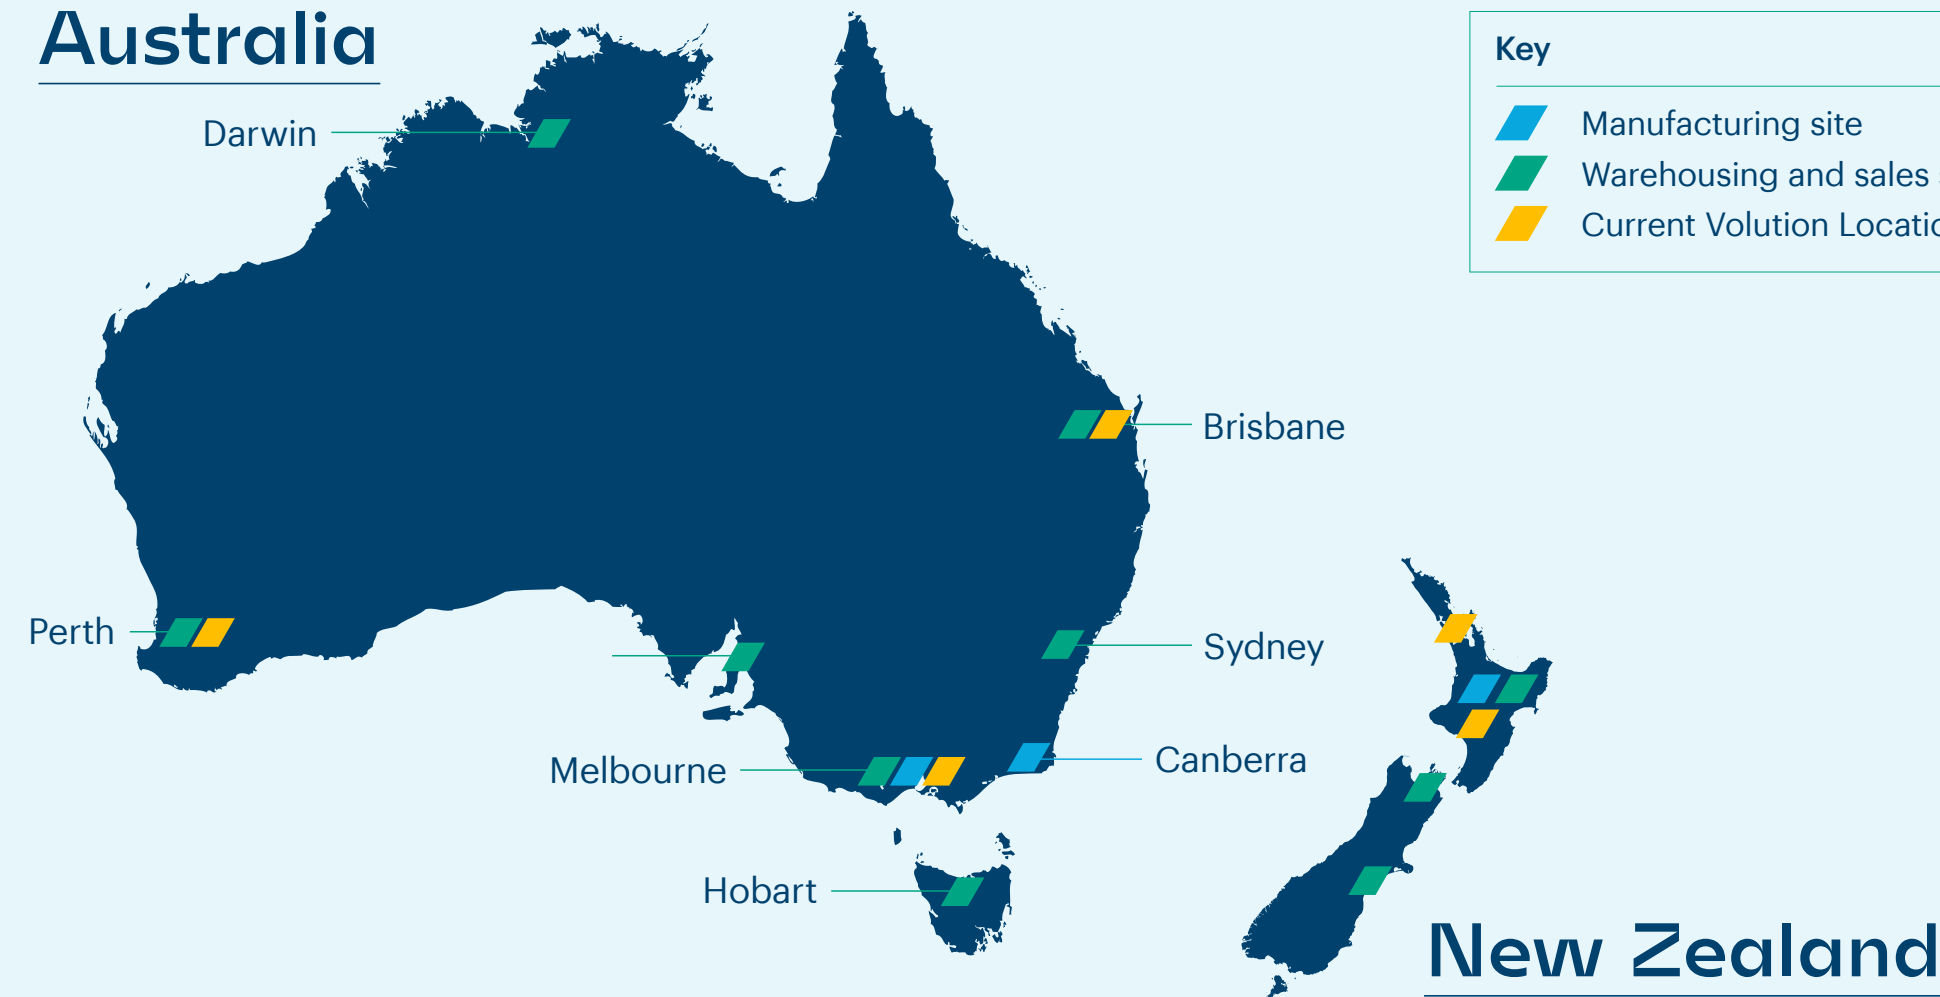 Australia
Key
Manufacturing site
Warehousing and sales
Current Volution
Darwin
Brisbane
Perth
Sydney
Melbourne
Canberra
Hobart
New Zealand